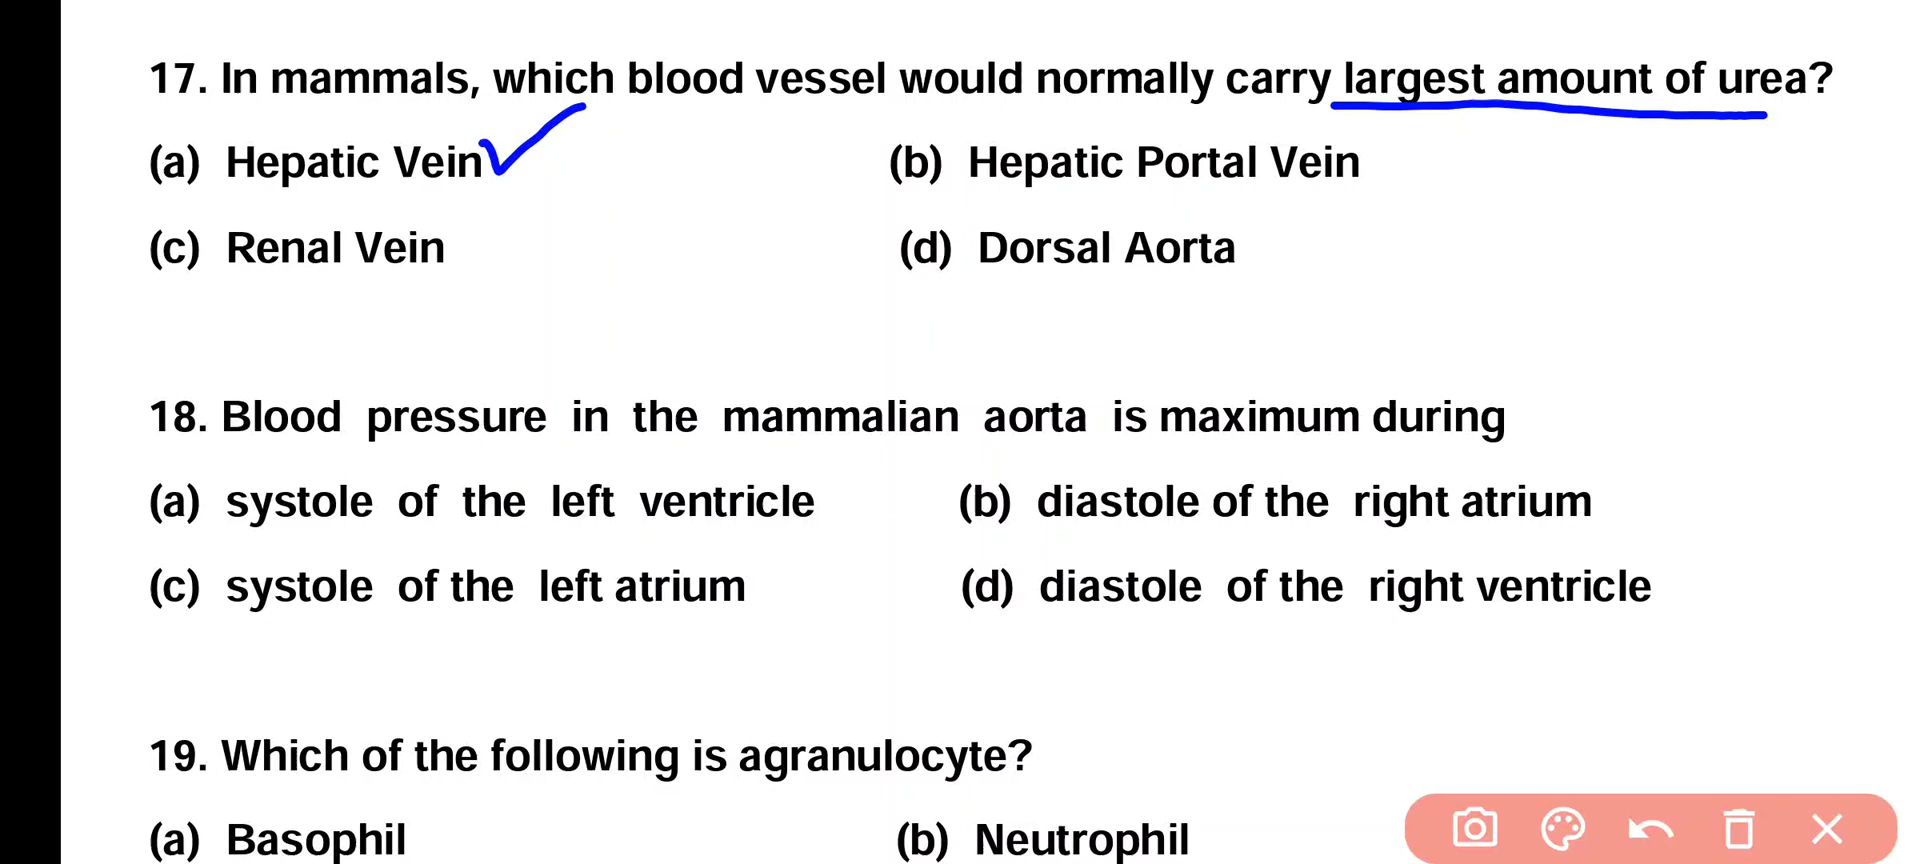 17. In mammals, which blood vessel would normally carry largest amount of urea?
(a) Hepatic Vein (b) Hepatic Portal Vein
(c) Renal Vein (d) Dorsal Aorta
18. Blood pressure in the mammalian aorta is maximum during
(a) systole of the left ventricle (b) diastole of the right atrium
(c) systole of the left atrium (d) diastole of the right ventricle
19. Which of the following is agranulocyte?
(a) Basophil (b) Neutrophil